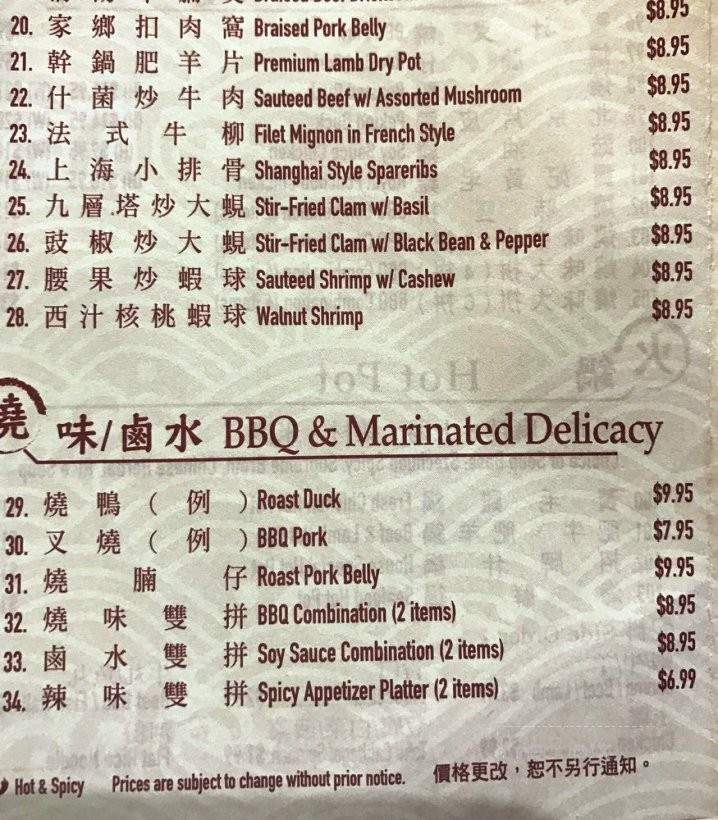 $8.95
20. 家鄉扣肉窩 Braised Pork Belly $8.95
21. 幹鍋肥羊片 Premium Lamb Dry Pot $8.95
22. 什菌炒牛肉 Sauteed Beef w/ Assorted Mushroom $8.95
23. 法式牛柳 Filet Mignon in French Style $8.95
24. 上海小排骨 Shanghai Style Spareribs $8.95
25. 九層.塔炒大蜆 Stir-Fried Clam w/ Basil $8.95
26. 豉椒炒大蜆 Stir-Fried Clam w/ Black Bean & Pepper $8.95
27. 腰果炒蝦球 Sauteed Shrimp w/ Cashew $8.95
28. 西汁核桃蝦球 Walnut Shrimp $8.95
燒味/鹵水 BBQ & Marinated Delicacy
29. 燒鴨(例) Roast Duck $9.95
30. 叉燒(例) BBQ Pork $7.95
31. 燒腩仔 Roast Pork Belly $9.95
32. 燒味雙拼 BBQ Combination (2 items) $8.95
33. 鹵水雙拼 Soy Sauce Combination (2 items) $8.95
34. 辣味雙拼 Spicy Appetizer Platter (2 items) $6.99
Hot & Spicy Prices are subject to change without prior notice. 價格更改，恕不另行通知。